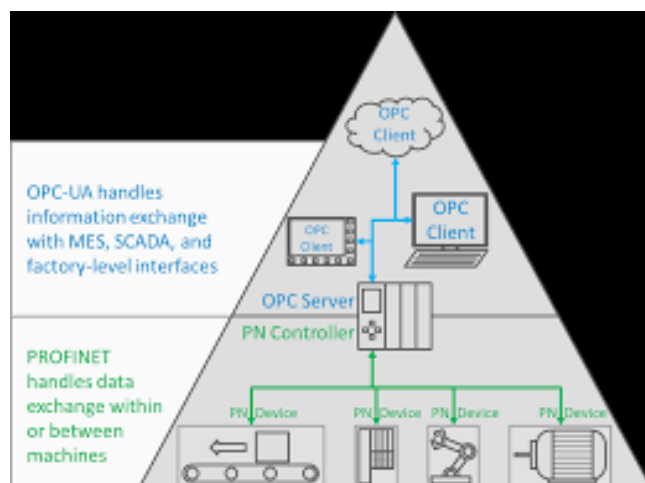 OPC
Client
OPC-UA handles
information exchange
with MES, SCADA, and
factory-level interfaces
OPC
Client
OPC
Client
OPC Server
PN Controller
PROFINET
handles data
exchange within
or between
machines
PN Device
PN Device
PN Device
PN Device